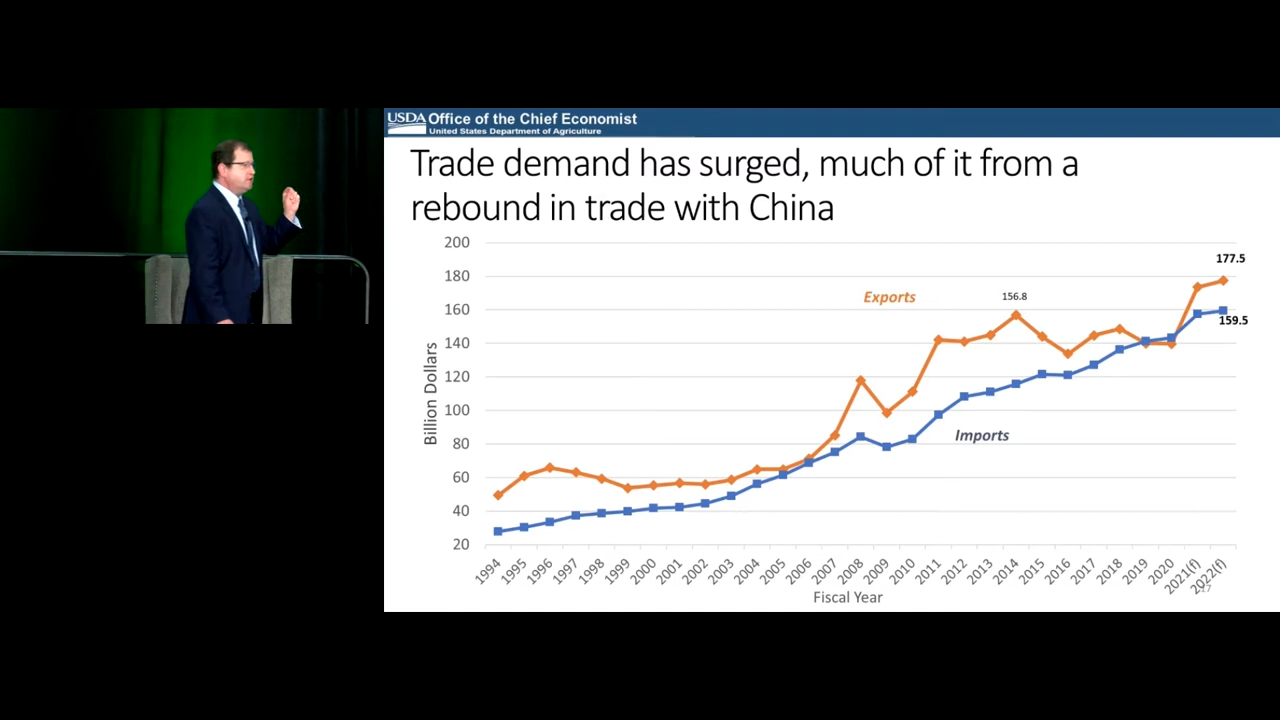 USDA Office of the Chief Economist
United States Department of Agriculture
Trade demand has surged, much of it from a
rebound in trade with China
200
180
160
140
120
100
80
60
40
20
Billion Dollars
Exports
156.8
177.5
159.5
Imports
1994 1995 1996 1997 1998 1999 2000 2001 2002 2003 2004 2005 2006 2007 2008 2009 2010 2011 2012 2013 2014 2015 2016 2017 2018 2019 2020 2021(f) 2022(f)
17
Fiscal Year